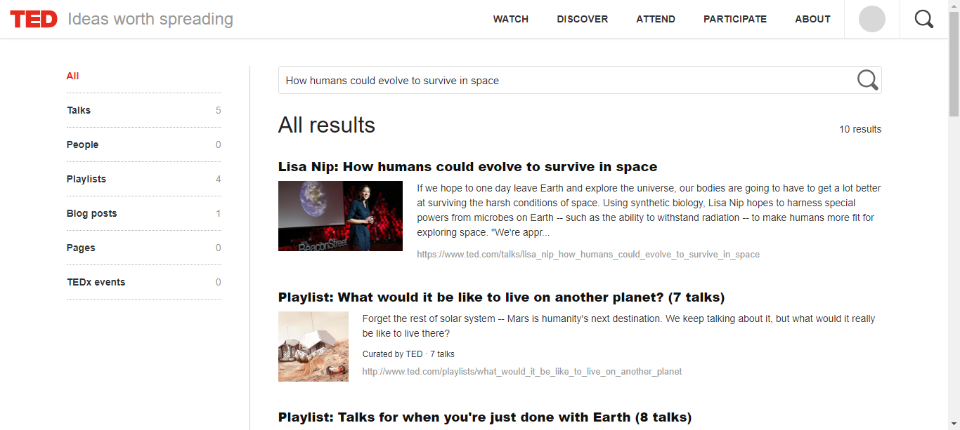 TED Ideas worth spreading
WATCH DISCOVER ATTEND PARTICIPATE ABOUT
All
Talks 5
People 0
Playlists 4
Blog posts 1
Pages 0
TEDx events 0
How humans could evolve to survive in space
All results
10 results
Lisa Nip: How humans could evolve to survive in space
If we hope to one day leave Earth and explore the universe, our bodies are going to have to get a lot better
at surviving the harsh conditions of space. Using synthetic biology, Lisa Nip hopes to harness special
powers from microbes on Earth -- such as the ability to withstand radiation -- to make humans more fit for
exploring space. "We're appr...
https://www.ted.com/talks/lisa_nip_how_humans_could_evolve_to_survive_in_space
BeaconStreet
Playlist: What would it be like to live on another planet? (7 talks)
Forget the rest of solar system -- Mars is humanity's next destination. We keep talking about it, but what would it really
be like to live there?
Curated by TED · 7 talks
http://www.ted.com/playlists/what_would_it_be_like_to_live_on_another_planet
Playlist: Talks for when you're just done with Earth (8 talks)